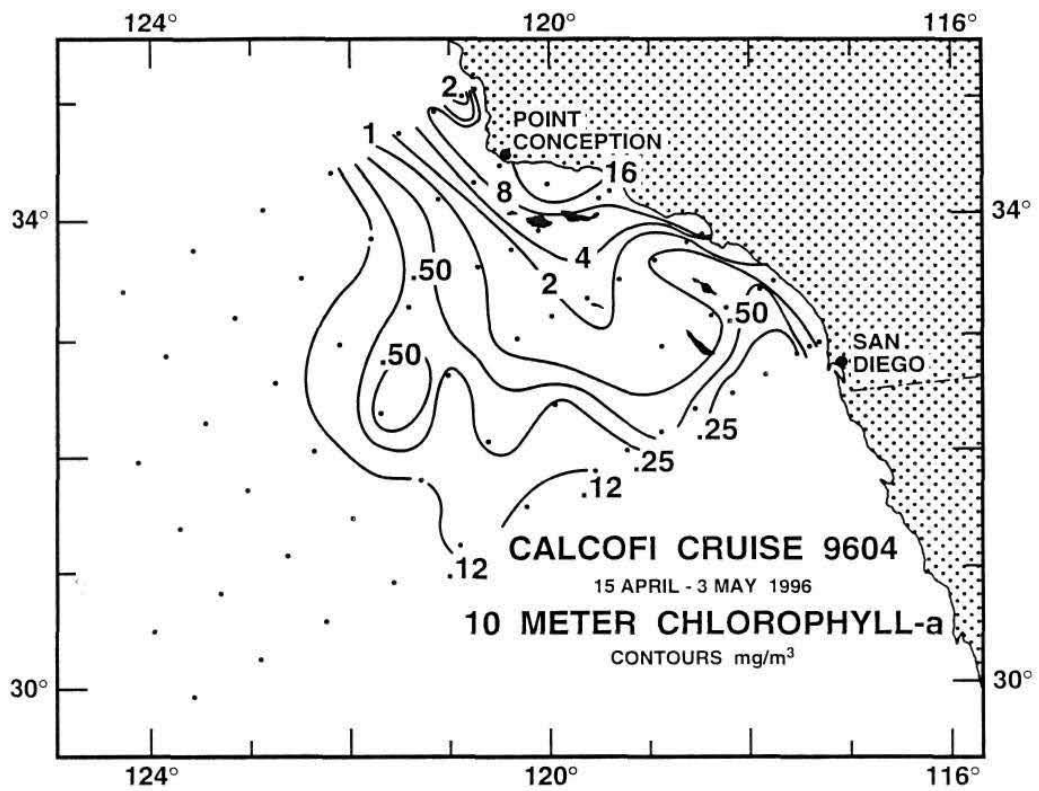 124° 120° 116°
2
POINT
CONCEPTION
1
16
8
34° 34°
4
.50
2
.50
SAN
DIEGO
.50
.25
.25
.12
CALCOFI CRUISE 9604
.12
15 APRIL - 3 MAY 1996
10 METER CHLOROPHYLL-a
CONTOURS mg/m³
30° 30°
124° 120° 116°